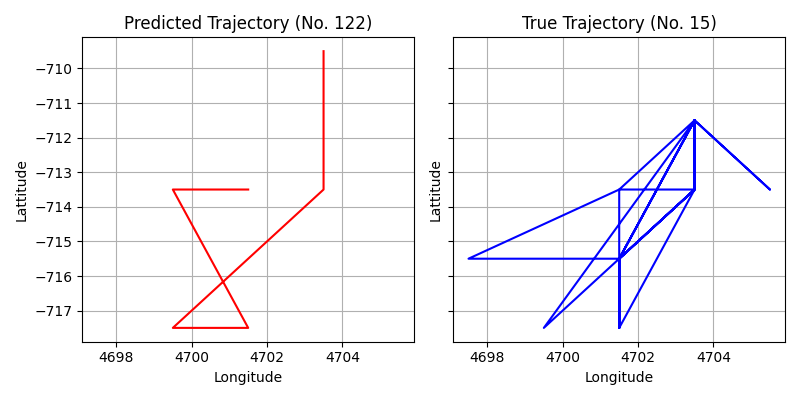 Predicted Trajectory (No. 122)
Lattitude
−710
−711
−712
−713
−714
−715
−716
−717
4698
4700
4702
4704
Longitude
True Trajectory (No. 15)
Lattitude
4698
4700
4702
4704
Longitude